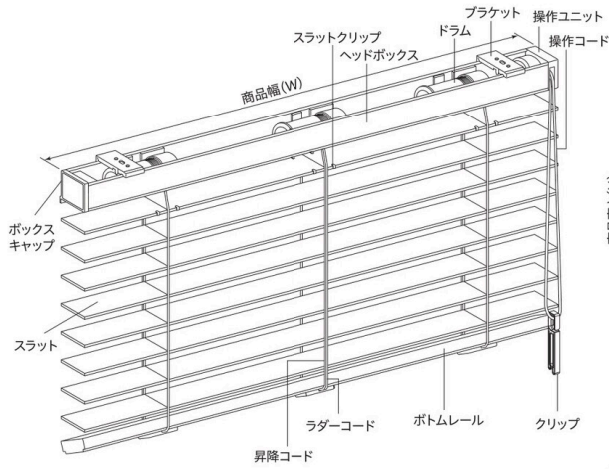 ブラケット
操作ユニット
ドラム
操作コード
スラットクリップ
ヘッドボックス
商品幅(W)
ボックス
キャップ
スラット
ラダーコード
ボトムレール
クリップ
昇降コード